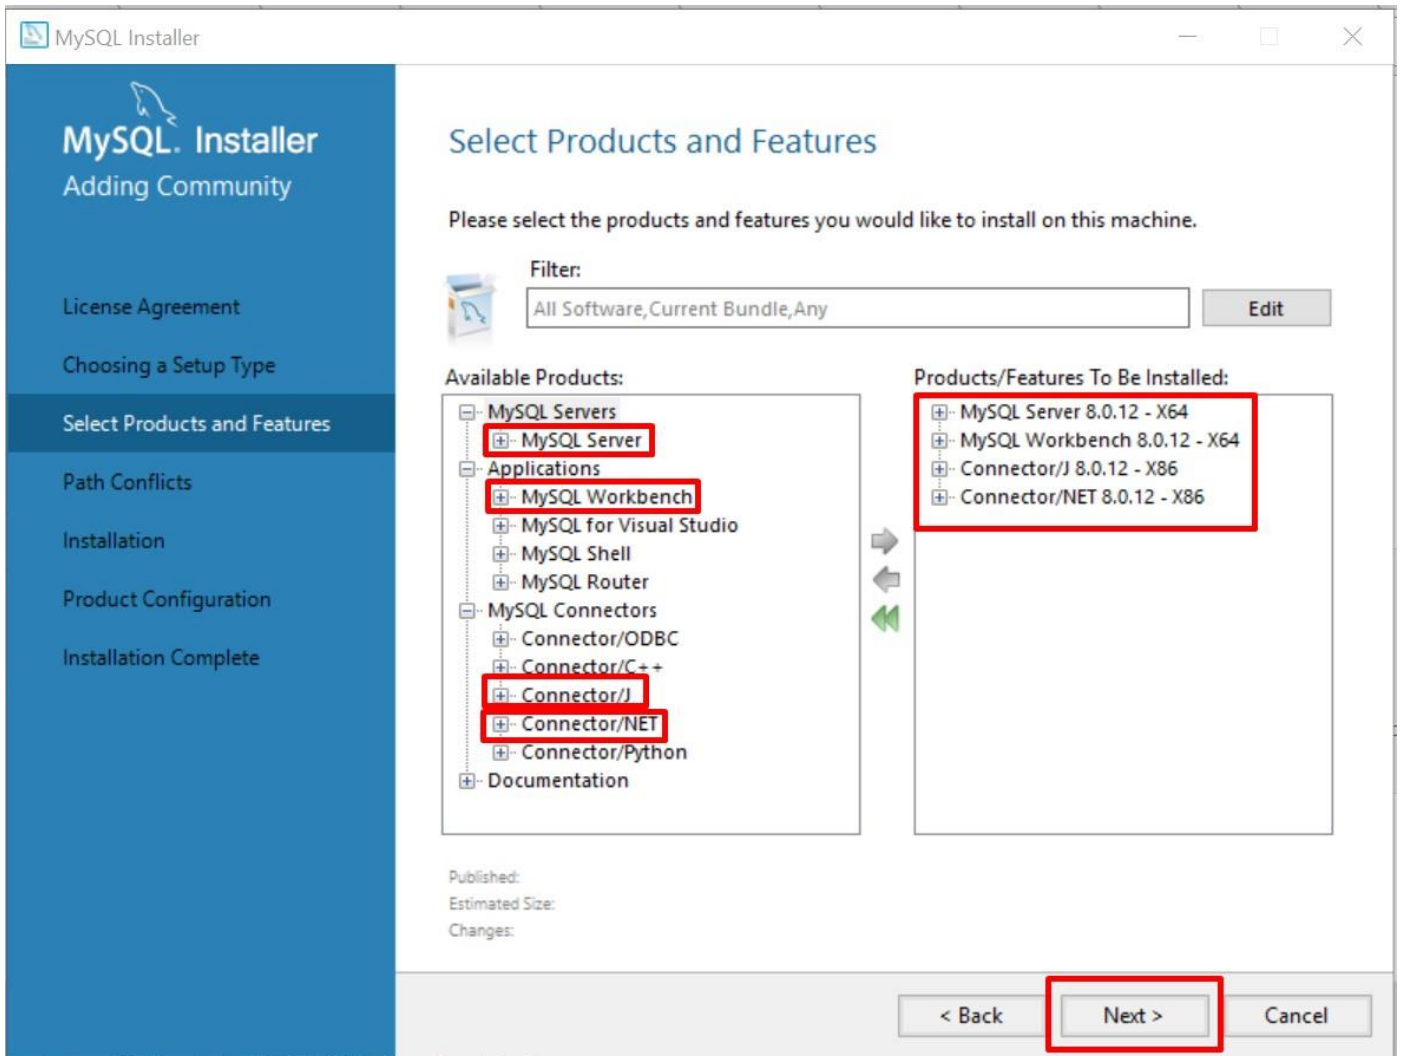 MySQL Installer
MySQL. Installer
Adding Community
License Agreement
Choosing a Setup Type
Select Products and Features
Path Conflicts
Installation
Product Configuration
Installation Complete
Select Products and Features
Please select the products and features you would like to install on this machine.
Filter:
All Software,Current Bundle,Any
Edit
Available Products:
MySQL Servers
MySQL Server
Applications
MySQL Workbench
MySQL for Visual Studio
MySQL Shell
MySQL Router
MySQL Connectors
Connector/ODBC
Connector/C++
Connector/J
Connector/NET
Connector/Python
Documentation
Products/Features To Be Installed:
MySQL Server 8.0.12 - X64
MySQL Workbench 8.0.12 - X64
Connector/J 8.0.12 - X86
Connector/NET 8.0.12 - X86
Published:
Estimated Size:
Changes:
< Back
Next >
Cancel